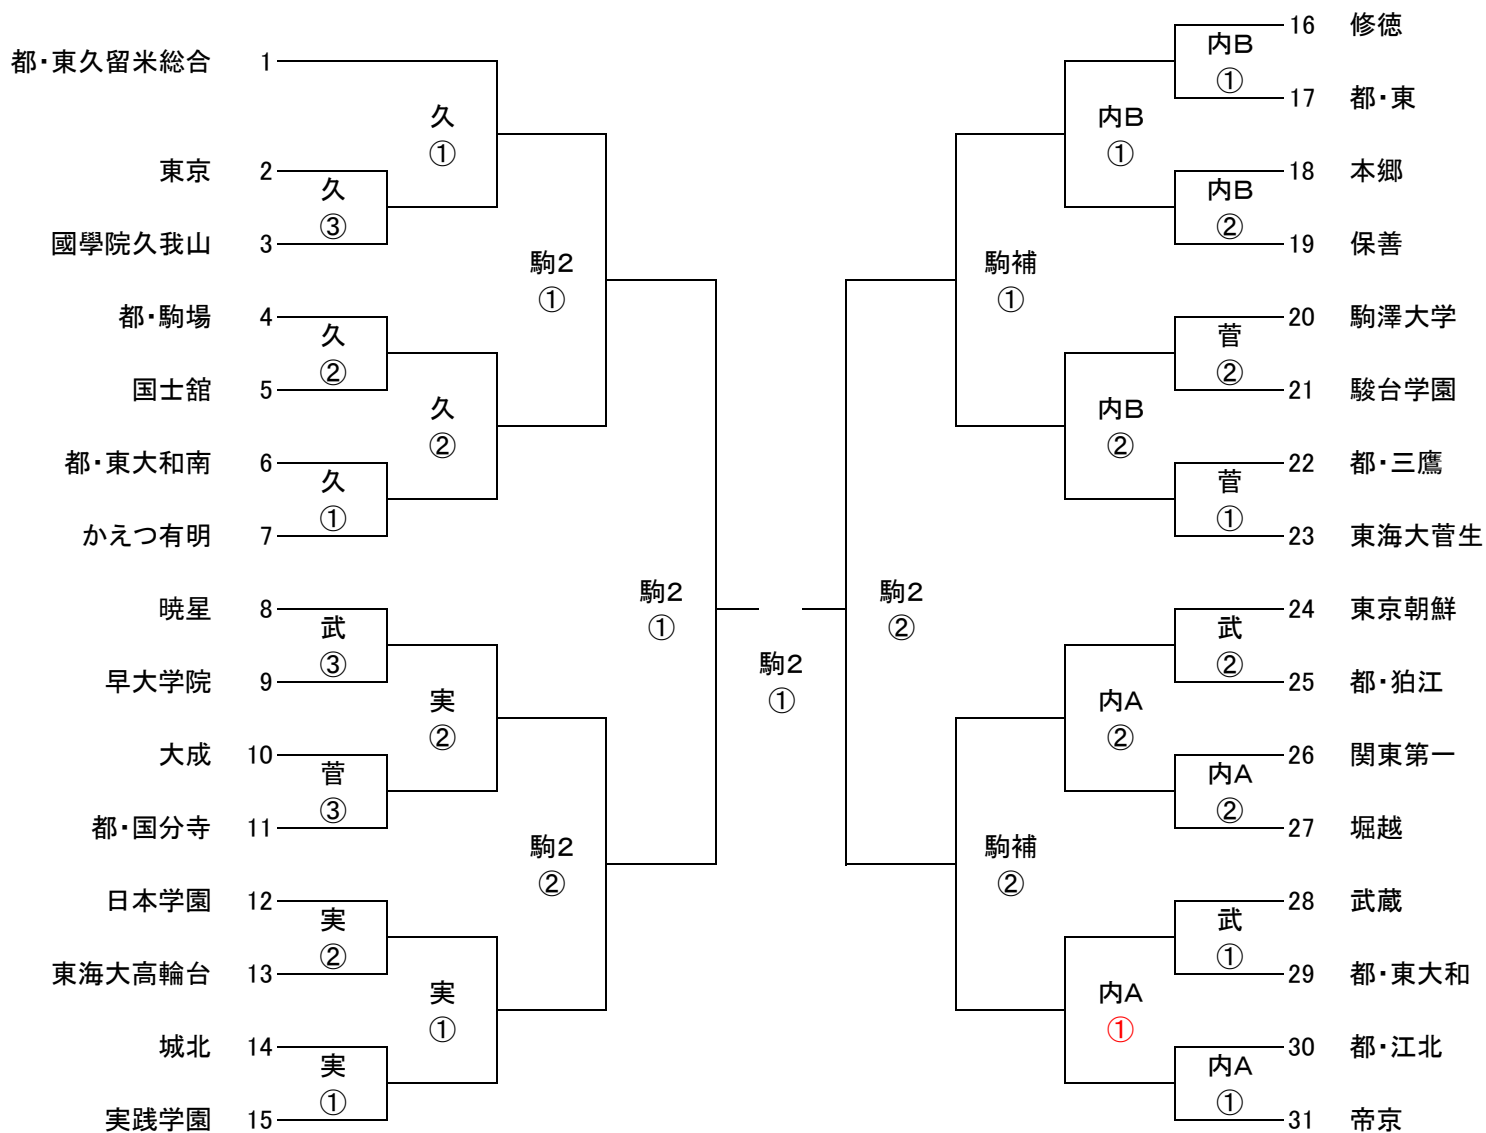 都・東久留米総合 1
東京 2
國學院久我山 3
都・駒場 4
国士舘 5
都・東大和南 6
かえつ有明 7
暁星 8
早大学院 9
大成 10
都・国分寺 11
日本学園 12
東海大高輪台 13
城北 14
実践学園 15
久
③
久
②
久
①
武
③
菅
③
実
②
実
①
久
①
久
②
実
②
実
①
駒2
①
駒2
②
駒2
①
駒2
①
駒2
②
駒補
①
駒補
②
内B
①
内B
②
内A
②
内A
①
内B
①
内B
②
菅
②
菅
①
武
②
内A
②
武
①
内A
①
16 修徳
17 都・東
18 本郷
19 保善
20 駒澤大学
21 駿台学園
22 都・三鷹
23 東海大菅生
24 東京朝鮮
25 都・狛江
26 関東第一
27 堀越
28 武蔵
29 都・東大和
30 都・江北
31 帝京